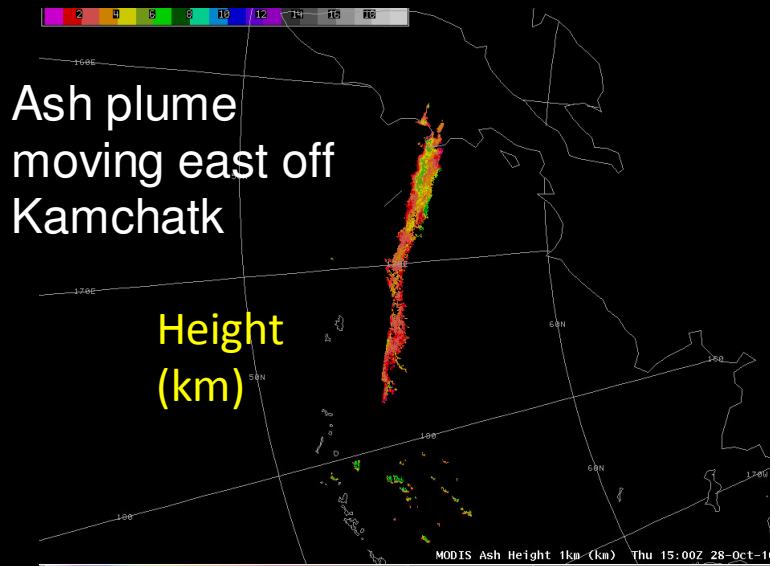 2 4 6 8 10 12 14 16 18
160E
Ash plume
moving east off
Kamchatk
170E
Height
(km)
60N
50N
160
180
60N
170W
180
MODIS Ash Height 1km (km) Thu 15:00Z 28-Oct-10